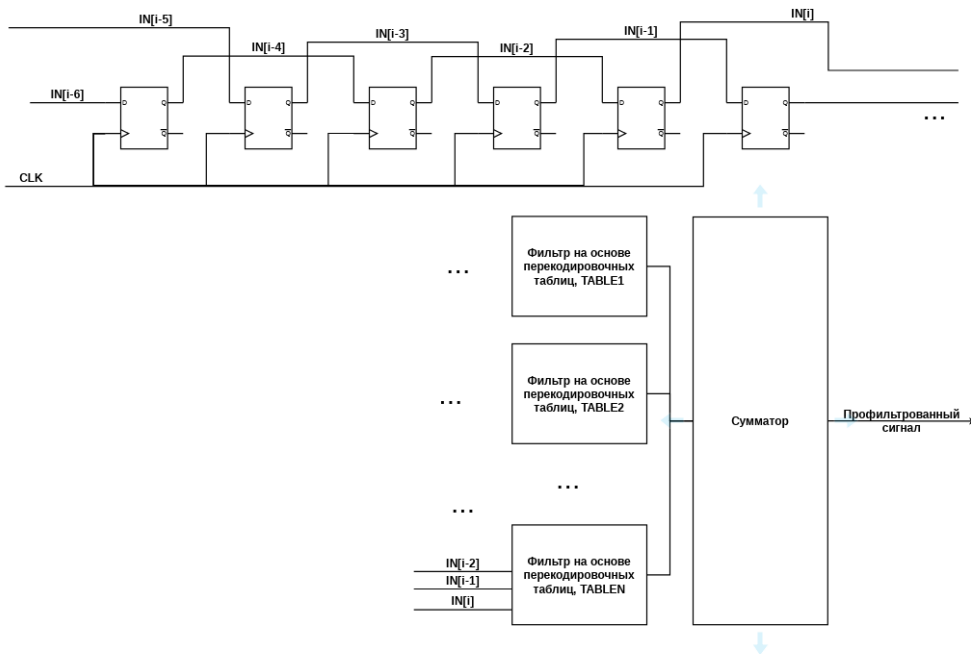 IN[i-5]
IN[i-4]
IN[i-3]
IN[i-2]
IN[i-1]
IN[i]
IN[i-6]
D Q
Q
D Q
Q
D Q
Q
D Q
Q
D Q
Q
D Q
Q
...
CLK
...
Фильтр на основе
перекодировочных
таблиц, TABLE1
...
Фильтр на основе
перекодировочных
таблиц, TABLE2
Сумматор
Профильтрованный
сигнал
...
...
IN[i-2]
IN[i-1]
IN[i]
Фильтр на основе
перекодировочных
таблиц, TABLEN